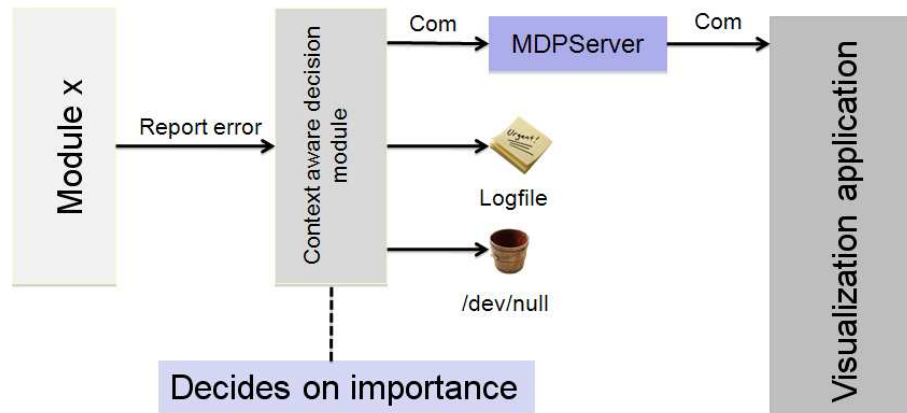 Module x
Report error
Context aware decision
module
Com
MDPServer
Com
Urgent!
Logfile
/dev/null
Decides on importance
Visualization application